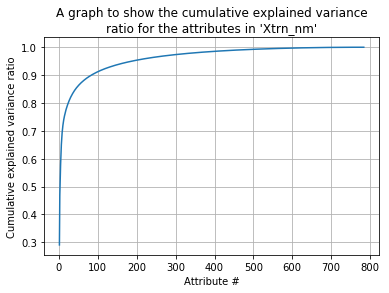 A graph to show the cumulative explained variance
ratio for the attributes in 'Xtrn_nm'
Cumulative explained variance ratio
1.0
0.9
0.8
0.7
0.6
0.5
0.4
0.3
0 100 200 300 400 500 600 700 800
Attribute #